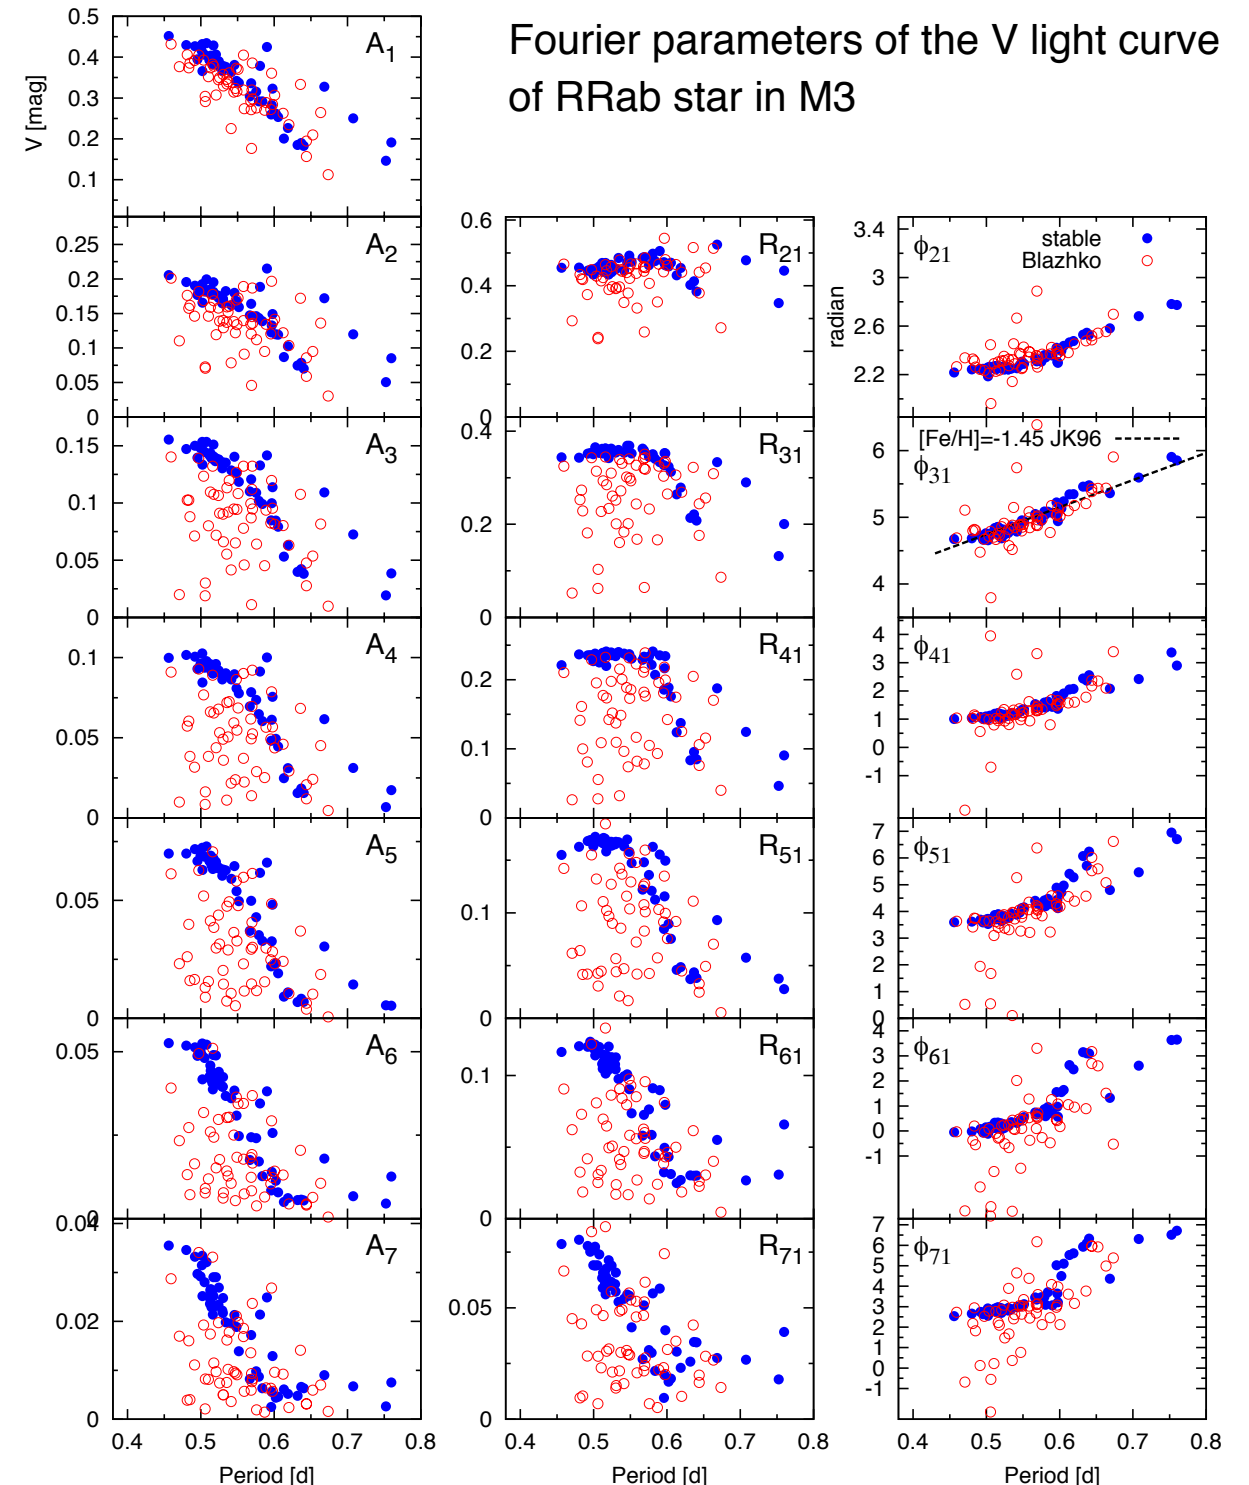 Fourier parameters of the V light curve
of RRab star in M3
0.5
0.4
0.3
0.2
0.1
V [mag]
A1
0.25
0.2
0.15
0.1
0.05
0
A2
0.15
0.1
0.05
0
A3
0.1
0.05
0
A4
0.05
0
A5
0.05
0
A6
0.04
0.02
0
A7
0.4 0.5 0.6 0.7 0.8
Period [d]
0.6
0.4
0.2
0
R21
0.4
0.2
0
R31
0.2
0.1
0
R41
0.1
0
R51
0.1
0
R61
0.05
0
R71
0.4 0.5 0.6 0.7 0.8
Period [d]
3.4
3
2.6
2.2
radian
ϕ21
stable
Blazhko
[Fe/H]=-1.45 JK96
6
5
4
ϕ31
4
3
2
1
0
-1
ϕ41
7
6
5
4
3
2
1
0
ϕ51
4
3
2
1
0
-1
ϕ61
7
6
5
4
3
2
1
0
-1
ϕ71
0.4 0.5 0.6 0.7 0.8
Period [d]